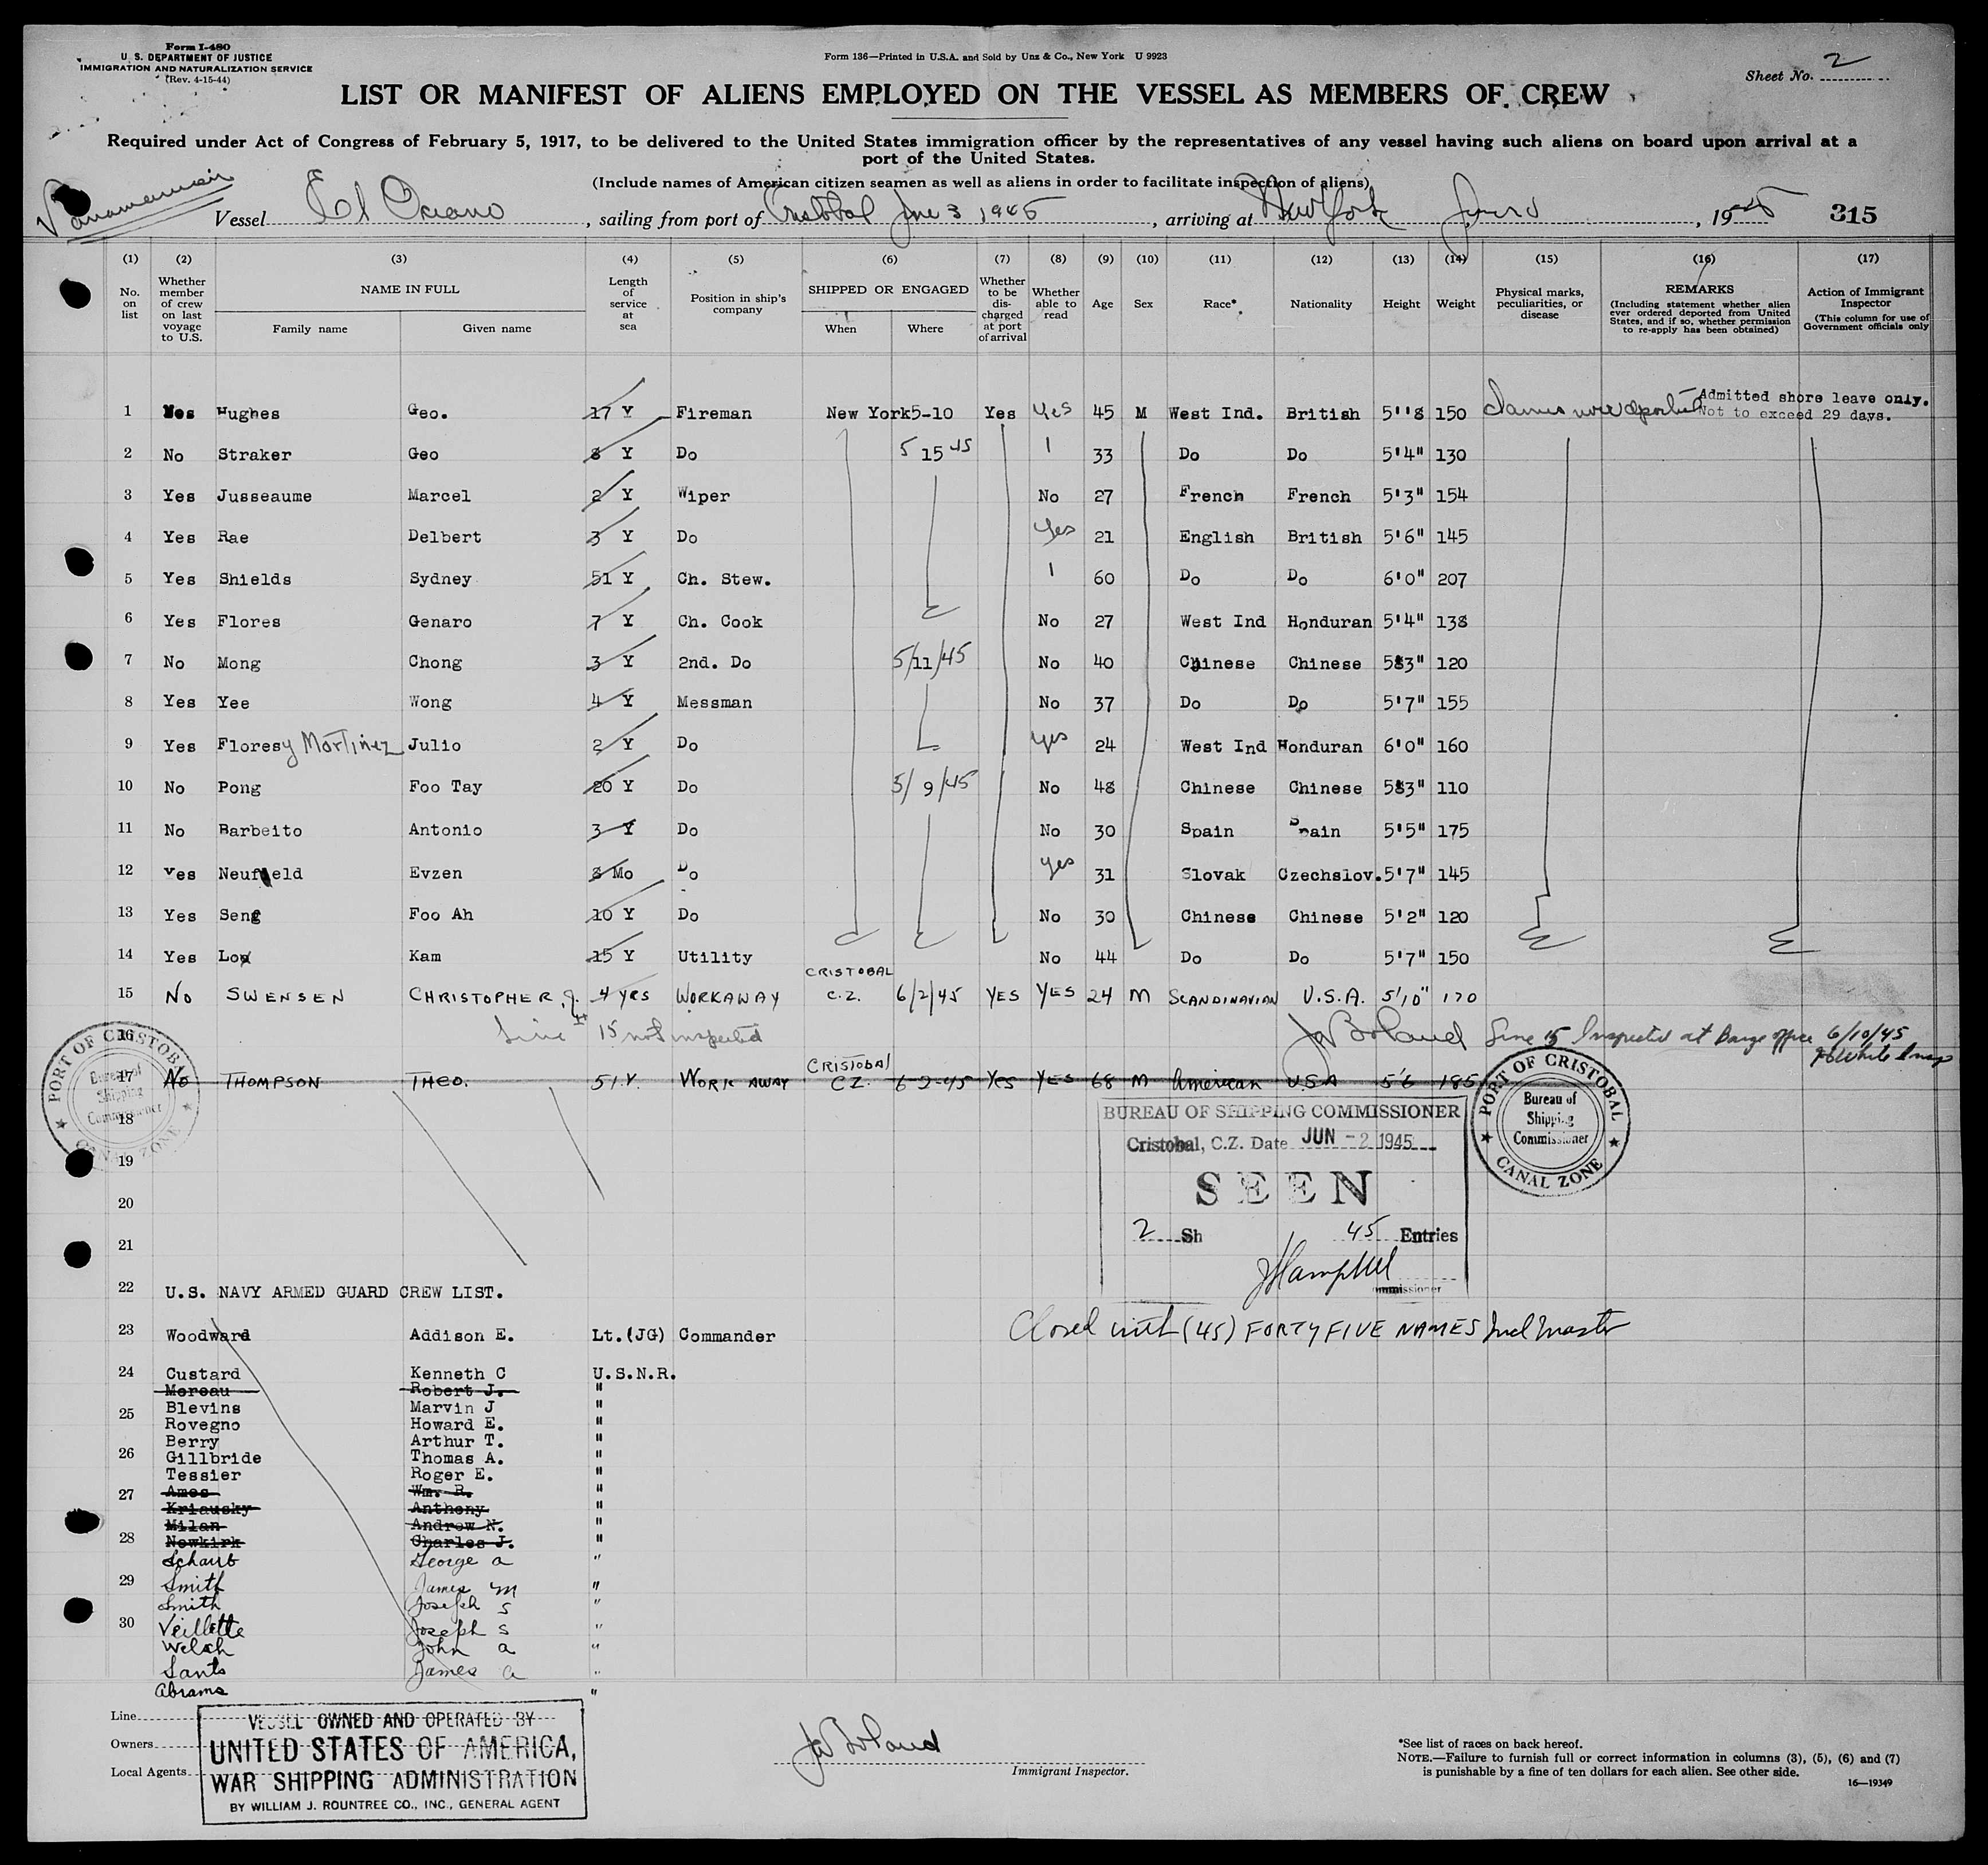 Form I-480
U. S. DEPARTMENT OF JUSTICE
IMMIGRATION AND NATURALIZATION SERVICE
(Rev. 4-15-44)
Form 136—Printed in U.S.A. and Sold by Unz & Co., New York U 9923
Sheet No. 2
LIST OR MANIFEST OF ALIENS EMPLOYED ON THE VESSEL AS MEMBERS OF CREW
Required under Act of Congress of February 5, 1917, to be delivered to the United States immigration officer by the representatives of any vessel having such aliens on board upon arrival at a
port of the United States.
(Include names of American citizen seamen as well as aliens in order to facilitate inspection of aliens)
Panamanian
Vessel El Oceano, sailing from port of Cristobal June 3 1945, arriving at New York June, 1945 315
(1) (2) (3) (4) (5) (6) (7) (8) (9) (10) (11) (12) (13) (14) (15) (16) (17)
No. on list
Whether member of crew on last voyage to U.S.
NAME IN FULL
Family name
Given name
Length of service at sea
Position in ship's company
SHIPPED OR ENGAGED
When
Where
Whether to be discharged at port of arrival
Whether able to read
Age
Sex
Race*
Nationality
Height
Weight
Physical marks, peculiarities, or disease
REMARKS
(Including statement whether alien ever ordered deported from United States, and if so, whether permission to re-apply has been obtained)
Action of Immigrant Inspector
(This column for use of Government officials only
1 Yes Hughes Geo. 17 Y Fireman New York 5-10 Yes Yes 45 M West Ind. British 5'8 150 Claims never deported Admitted shore leave only. Not to exceed 29 days.
2 No Straker Geo 8 Y Do 5 15 45 33 Do Do 5'4" 130
3 Yes Jusseaume Marcel 2 Y Wiper No 27 French French 5'3" 154
4 Yes Rae Delbert 3 Y Do Yes 21 English British 5'6" 145
5 Yes Shields Sydney 51 Y Ch. Stew. 60 Do Do 6'0" 207
6 Yes Flores Genaro 7 Y Ch. Cook No 27 West Ind Honduran 5'4" 138
7 No Mong Chong 3 Y 2nd. Do 5/11/45 No 40 Chinese Chinese 5'3" 120
8 Yes Yee Wong 4 Y Messman No 37 Do Do 5'7" 155
9 Yes Flores y Martinez Julio 2 Y Do yes 24 West Ind Honduran 6'0" 160
10 No Pong Foo Tay 20 Y Do 5/9/45 No 48 Chinese Chinese 5'3" 110
11 No Barbeito Antonio 3 Y Do No 30 Spain Spain 5'5" 175
12 Yes Neufeld Evzen 8 Mo Do yes 31 Slovak Czechslov. 5'7" 145
13 Yes Seng Foo Ah 10 Y Do No 30 Chinese Chinese 5'2" 120
14 Yes Lo Kam 15 Y Utility No 44 Do Do 5'7" 150
15 No SWENSEN CHRISTOPHER J. 4 yrs WORKAWAY CRISTOBAL C.Z. 6/2/45 YES YES 24 M SCANDINAVIAN U.S.A. 5'10" 170
16 Line 15 not inspected Line 15 Inspected at Barge office 6/10/45
White Insp
17 No THOMPSON THEO. 51 Y. WORK AWAY CRISTOBAL CZ. 6-2-45 Yes YES 68 M American USA 5'6 185
18
19
20
21
PORT OF CRISTOBAL
Bureau of Shipping Commissioner
CANAL ZONE
BUREAU OF SHIPPING COMMISSIONER
Cristobal, C.Z. Date JUN -2 1945
SEEN
2 Sh 45 Entries
ommissioner
PORT OF CRISTOBAL
Bureau of
Shipping
Commissioner
CANAL ZONE
22 U.S. NAVY ARMED GUARD CREW LIST.
Closed with (45) FORTY FIVE NAMES Incl Master
23 Woodward Addison E. Lt.(JG) Commander
24 Custard Kenneth C U.S.N.R.
Moreau Robert J. "
25 Blevins Marvin J "
Rovegno Howard E. "
Berry Arthur T. "
26 Gillbride Thomas A. "
Tessier Roger E. "
27 Ames Wm. R. "
Kriausky Anthony "
Milan Andrew N. "
28 Newkirk Charles J. "
Schaub George A "
29 Smith James M "
Smith Joseph S "
30 Veillette Joseph S "
Welsh John A "
Santo James A "
Abrams "
Line
Owners
Local Agents
VESSEL OWNED AND OPERATED BY
UNITED STATES OF AMERICA,
WAR SHIPPING ADMINISTRATION
BY WILLIAM J. ROUNTREE CO., INC., GENERAL AGENT
Immigrant Inspector.
*See list of races on back hereof.
NOTE.—Failure to furnish full or correct information in columns (3), (5), (6) and (7)
is punishable by a fine of ten dollars for each alien. See other side.
16—19349